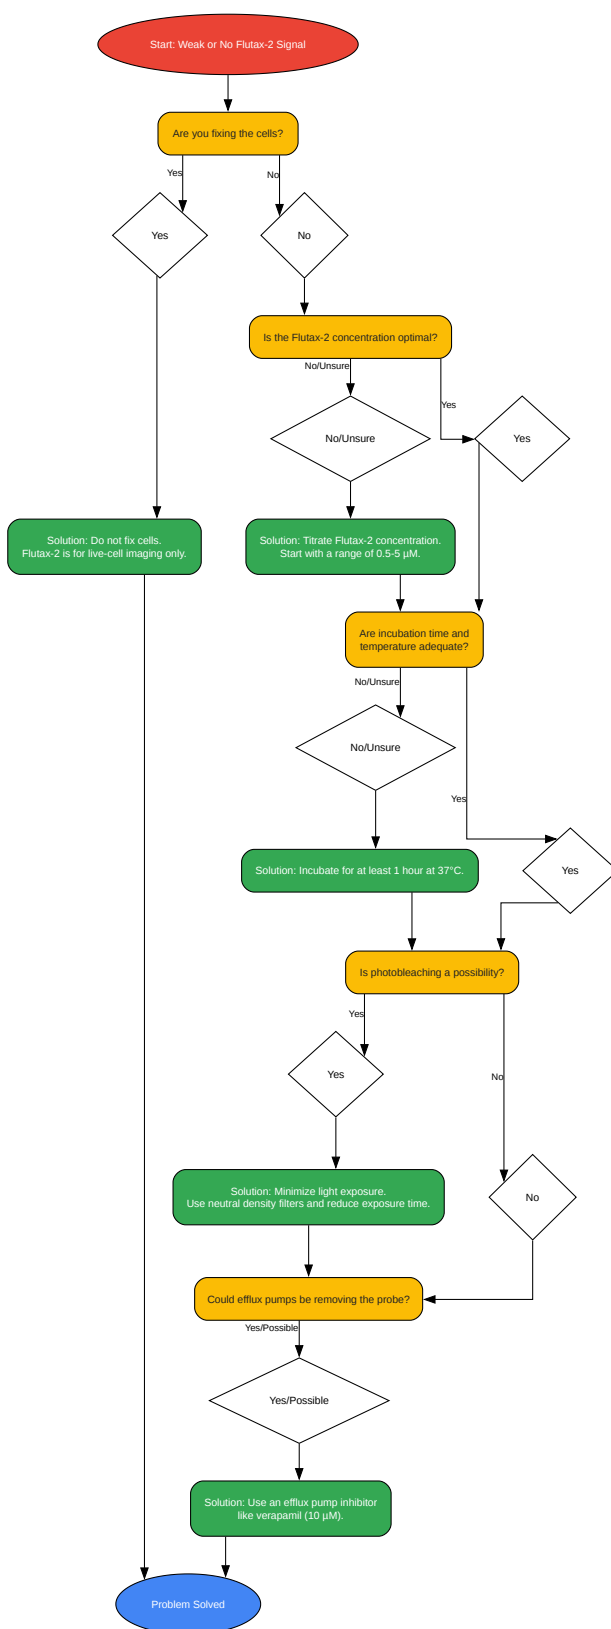 Start: Weak or No Flutax-2 Signal
Are you fixing the cells?
Yes
No
Yes
No
Is the Flutax-2 concentration optimal?
No/Unsure
Yes
No/Unsure
Yes
Solution: Do not fix cells.
Flutax-2 is for live-cell imaging only.
Solution: Titrate Flutax-2 concentration.
Start with a range of 0.5-5 µM.
Are incubation time and
temperature adequate?
No/Unsure
No/Unsure
Yes
Yes
Solution: Incubate for at least 1 hour at 37°C.
Is photobleaching a possibility?
Yes
Yes
No
No
Solution: Minimize light exposure.
Use neutral density filters and reduce exposure time.
Could efflux pumps be removing the probe?
Yes/Possible
Yes/Possible
Solution: Use an efflux pump inhibitor
like verapamil (10 µM).
Problem Solved